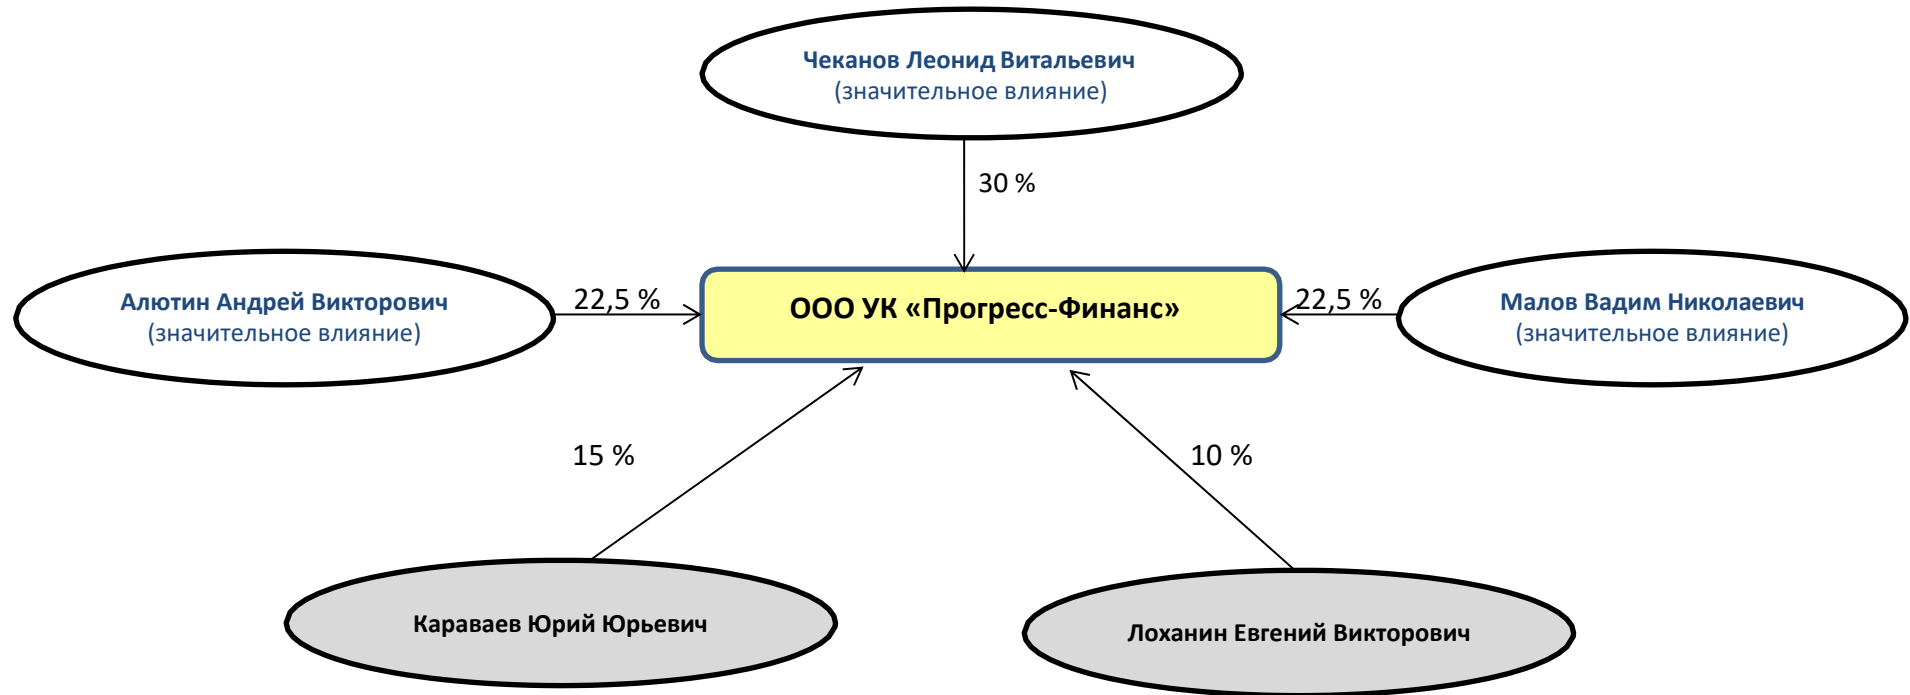 Чеканов Леонид Витальевич
(значительное влияние)
30 %
Алютин Андрей Викторович
(значительное влияние)
22,5 %
ООО УК «Прогресс-Финанс»
22,5 %
Малов Вадим Николаевич
(значительное влияние)
15 %
10 %
Караваев Юрий Юрьевич
Лоханин Евгений Викторович